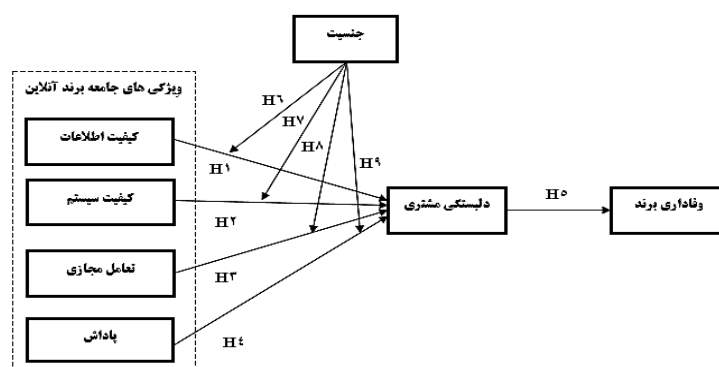 جنسیت
ویژگی های جامعه برند آنلاین
H۶
H۷
کیفیت اطلاعات
H۸
H۹
H۱
کیفیت سیستم
دلبستگی مشتری
H۵
وفاداری برند
H۲
تعامل مجازی
H۳
پاداش
H٤